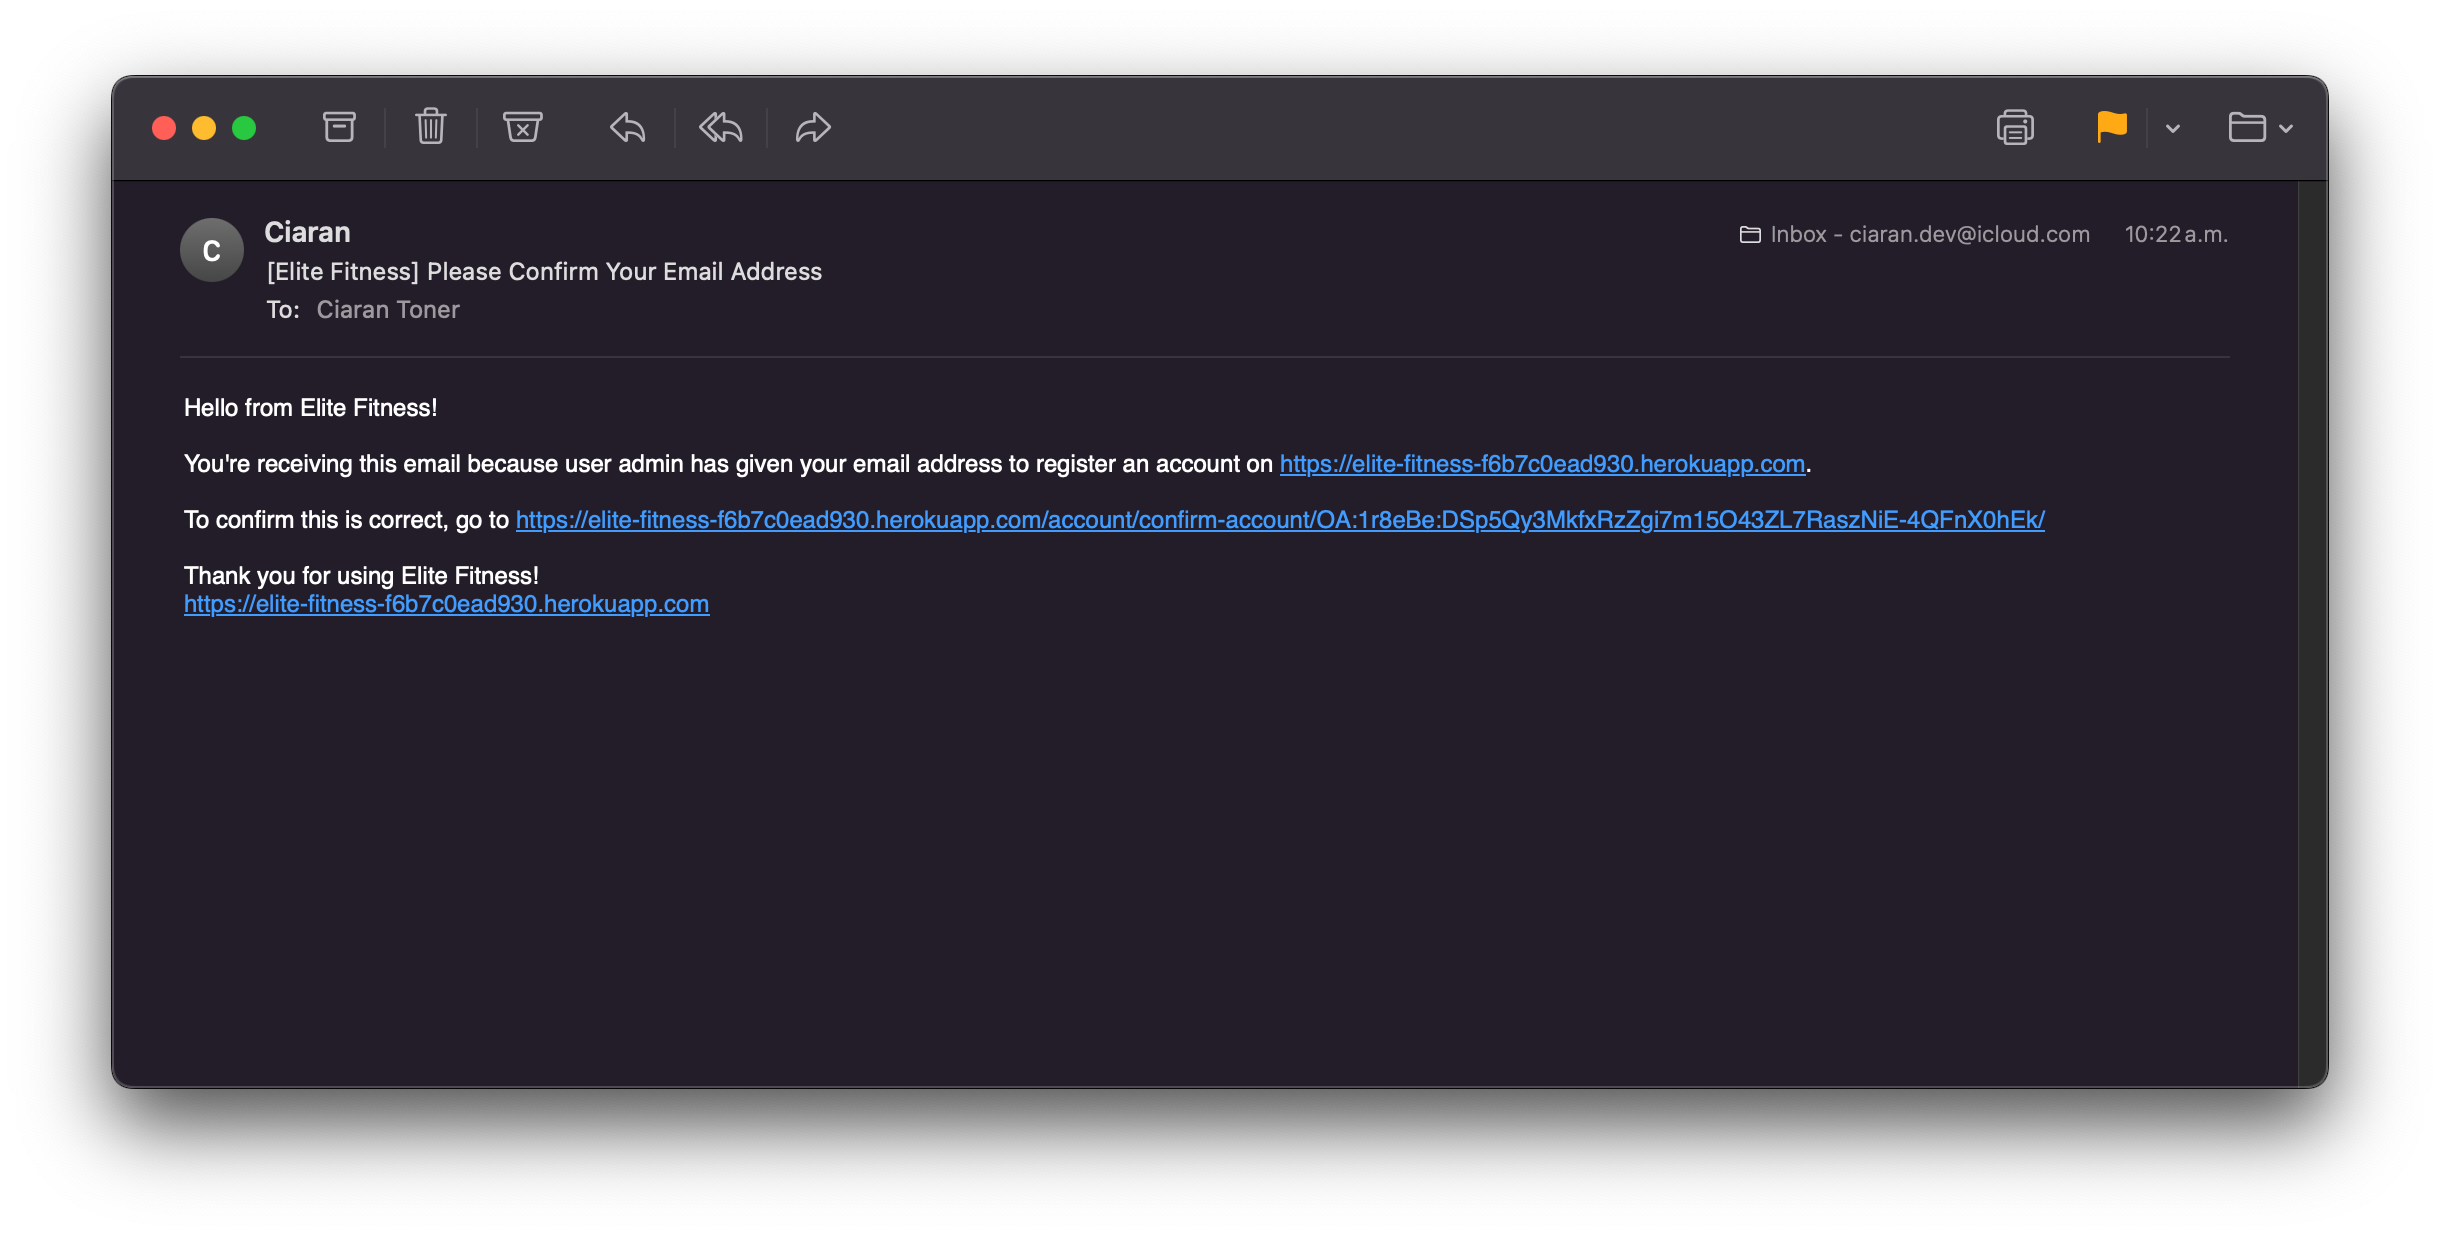 C
Ciaran
Inbox - ciaran.dev@icloud.com 10:22 a.m.
[Elite Fitness] Please Confirm Your Email Address
To: Ciaran Toner
Hello from Elite Fitness!
You're receiving this email because user admin has given your email address to register an account on https://elite-fitness-f6b7c0ead930.herokuapp.com.
To confirm this is correct, go to https://elite-fitness-f6b7c0ead930.herokuapp.com/account/confirm-account/OA:1r8eBe:DSp5Qy3MkfxRzZgi7m15O43ZL7RaszNiE-4QFnX0hEk/
Thank you for using Elite Fitness!
https://elite-fitness-f6b7c0ead930.herokuapp.com